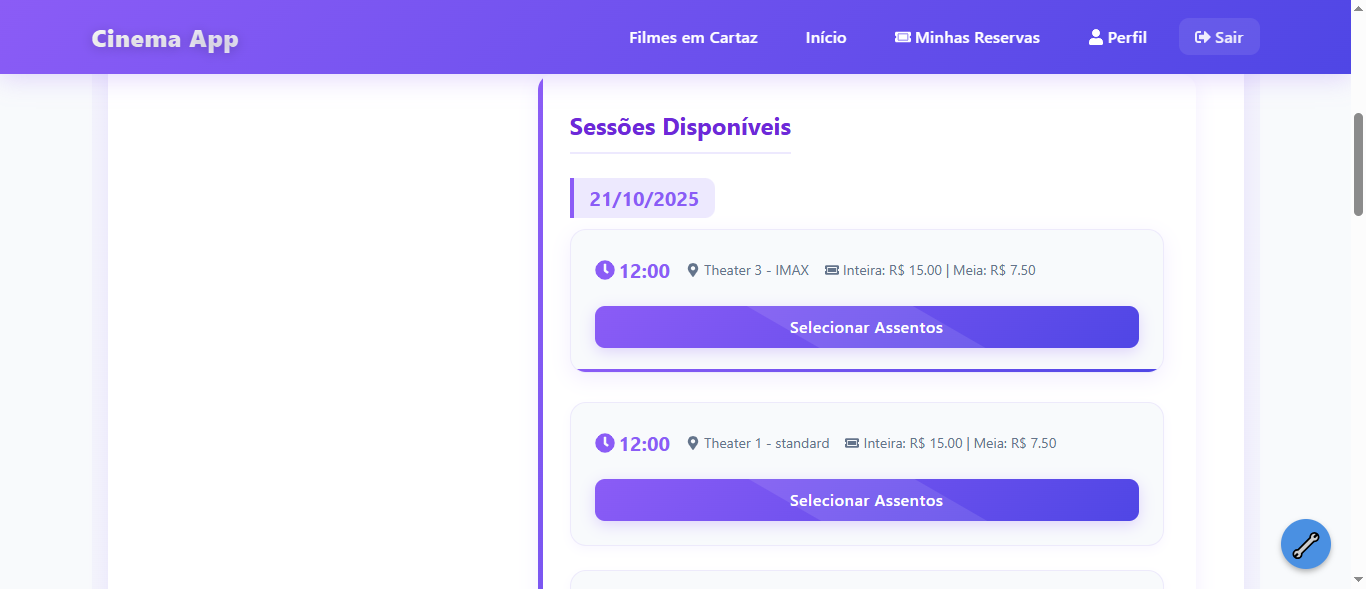 Cinema App
Filmes em Cartaz
Início
Minhas Reservas
Perfil
Sair
Sessões Disponíveis
21/10/2025
12:00 Theater 3 - IMAX Inteira: R$ 15.00 | Meia: R$ 7.50
Selecionar Assentos
12:00 Theater 1 - standard Inteira: R$ 15.00 | Meia: R$ 7.50
Selecionar Assentos